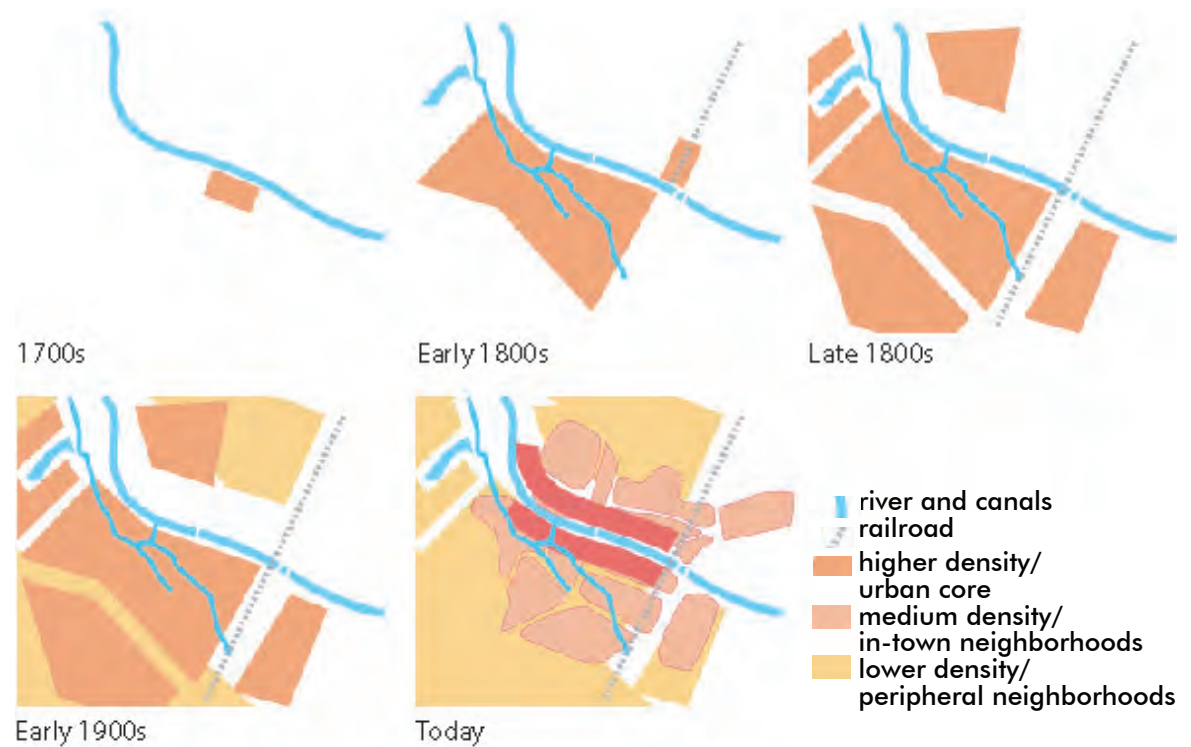 1700s
Early 1800s
Late 1800s
Early 1900s
Today
river and canals
railroad
higher density/
urban core
medium density/
in-town neighborhoods
lower density/
peripheral neighborhoods